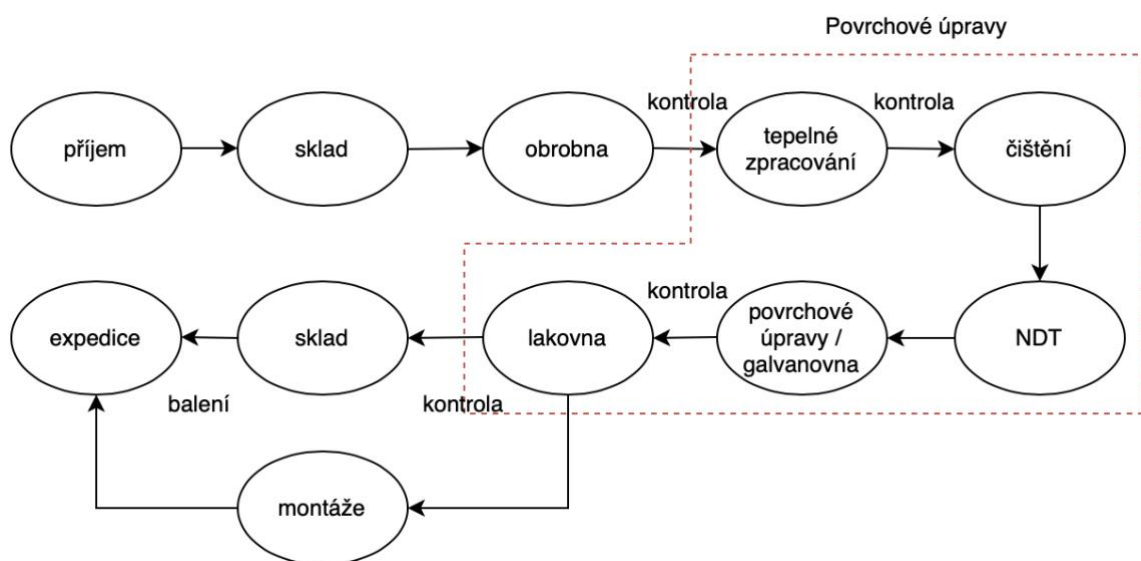 Povrchové úpravy
příjem
sklad
obrobna
kontrola
tepelné
zpracování
kontrola
čištění
expedice
sklad
lakovna
kontrola
povrchové
úpravy /
galvanovna
NDT
balení
kontrola
montáže